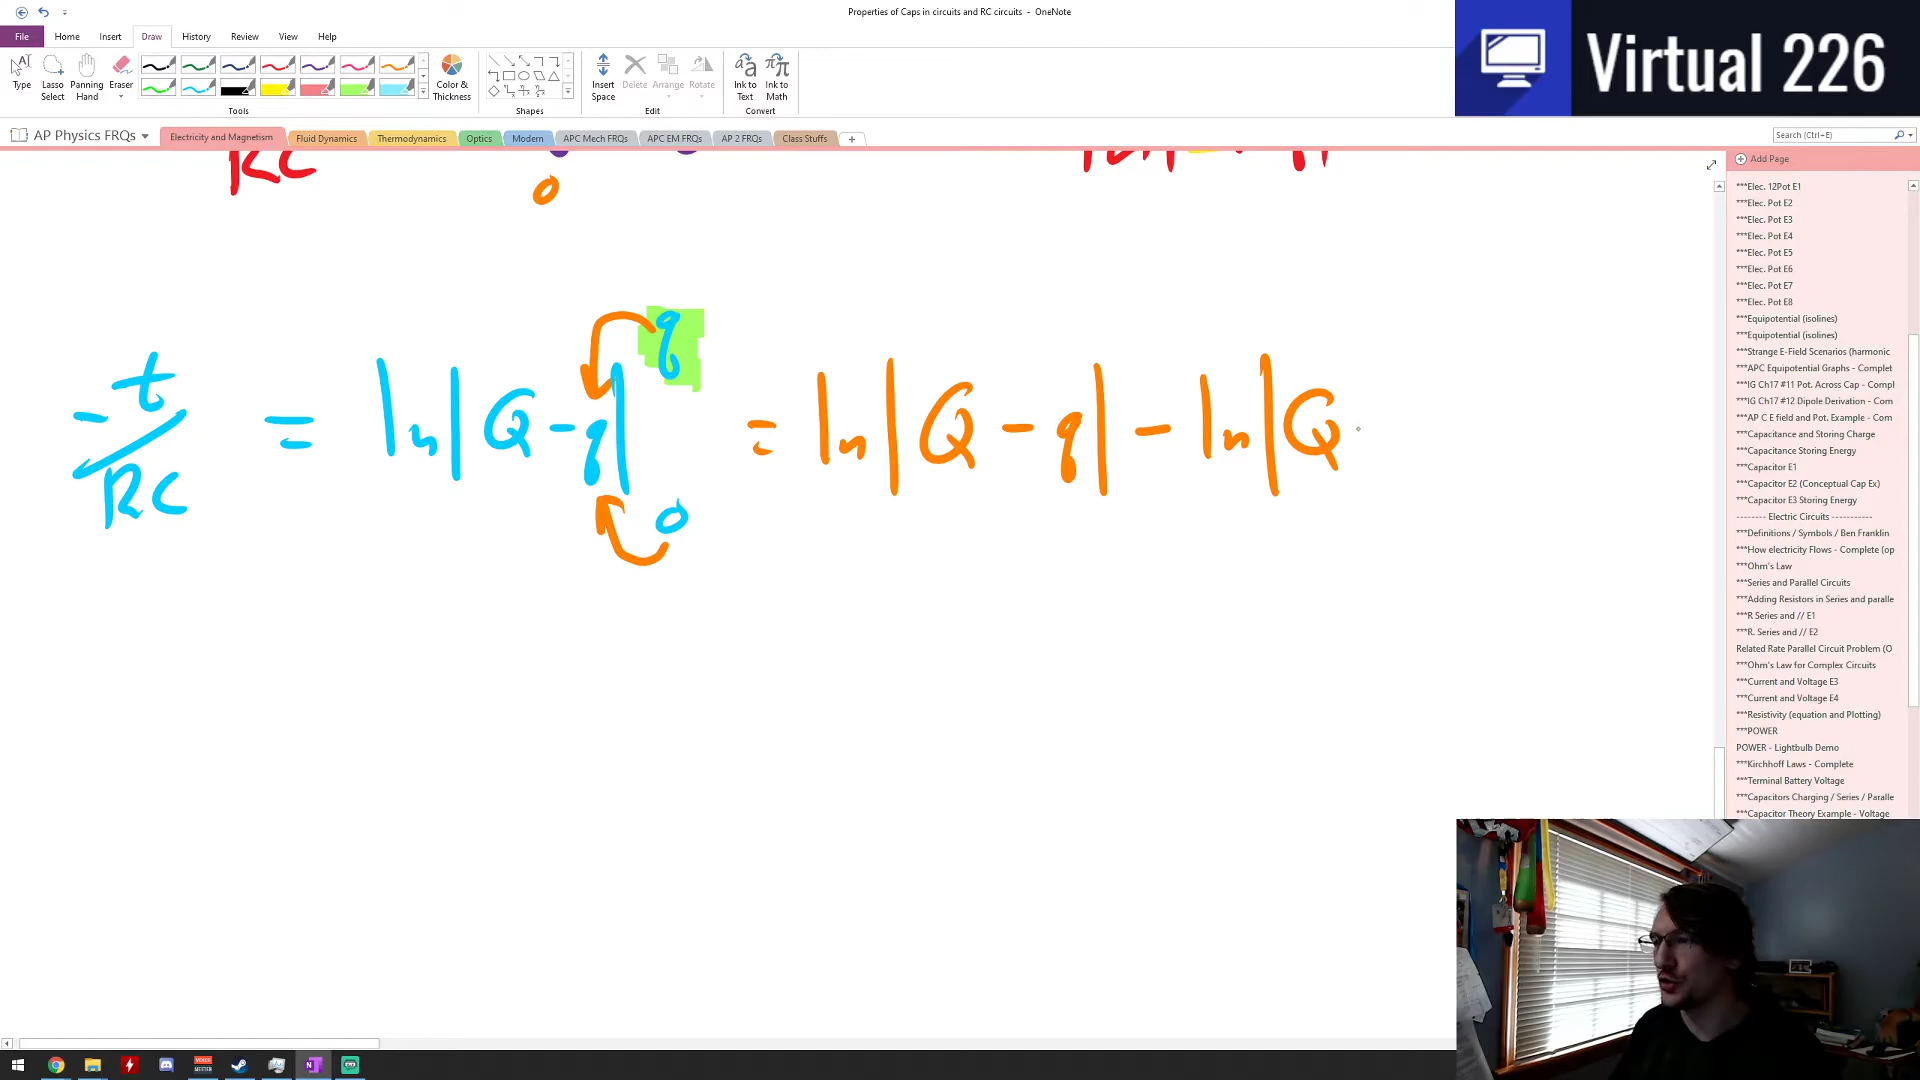 Properties of Caps in circuits and RC circuits - OneNote
Virtual 226
File Home Insert Draw History Review View Help
Type
Lasso Select
Panning Hand
Eraser
Color & Thickness
Insert Space
Delete
Arrange
Rotate
Ink to Text
Ink to Math
Tools
Shapes
Edit
Convert
AP Physics FRQs
Electricity and Magnetism
Fluid Dynamics
Thermodynamics
Optics
Modern
APC Mech FRQs
APC EM FRQs
AP 2 FRQs
Class Stuffs
Search (Ctrl+E)
RC
0
-t/RC = ln|Q-q| q 0 = ln|Q-q| - ln|Q
Add Page
***Elec. 12Pot E1
***Elec. Pot E2
***Elec. Pot E3
***Elec. Pot E4
***Elec. Pot E5
***Elec. Pot E6
***Elec. Pot E7
***Elec. Pot E8
***Equipotential (isolines)
***Equipotential (isolines)
***Strange E-Field Scenarios (harmonic
***APC Equipotential Graphs - Complet
***IG Ch17 #11 Pot. Across Cap - Compl
***IG Ch17 #12 Dipole Derivation - Com
***AP C E field and Pot. Example - Com
***Capacitance and Storing Charge
***Capacitance Storing Energy
***Capacitor E1
***Capacitor E2 (Conceptual Cap Ex)
***Capacitor E3 Storing Energy
-------- Electric Circuits -----------
***Definitions / Symbols / Ben Franklin
***How electricity Flows - Complete (op
***Ohm's Law
***Series and Parallel Circuits
***Adding Resistors in Series and paralle
***R Series and // E1
***R. Series and // E2
Related Rate Parallel Circuit Problem (O
***Ohm's Law for Complex Circuits
***Current and Voltage E3
***Current and Voltage E4
***Resistivity (equation and Plotting)
***POWER
POWER - Lightbulb Demo
***Kirchhoff Laws - Complete
***Terminal Battery Voltage
***Capacitors Charging / Series / Paralle
***Capacitor Theory Example - Voltage